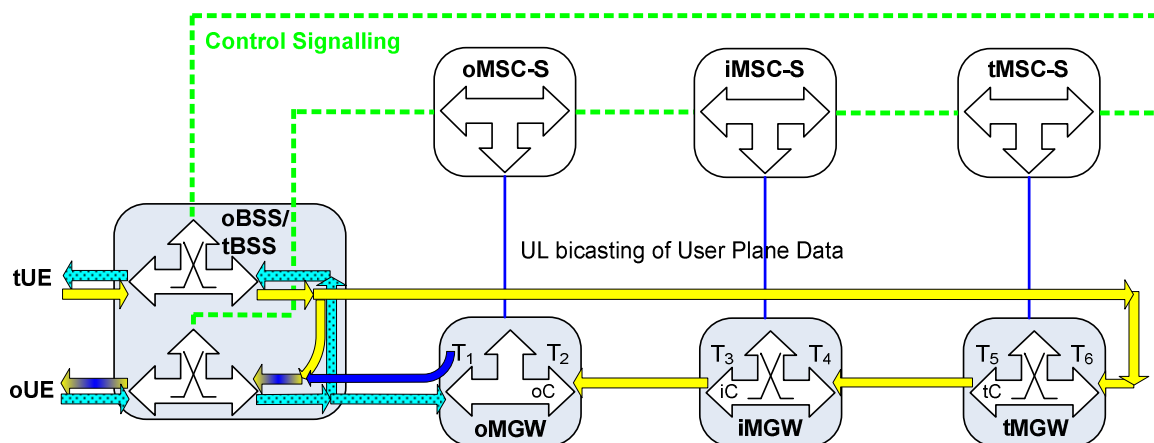 Control Signalling
oMSC-S
iMSC-S
tMSC-S
oBSS/
tBSS
UL bicasting of User Plane Data
tUE
oUE
T1
T2
T3
T4
T5
T6
oC
iC
tC
oMGW
iMGW
tMGW